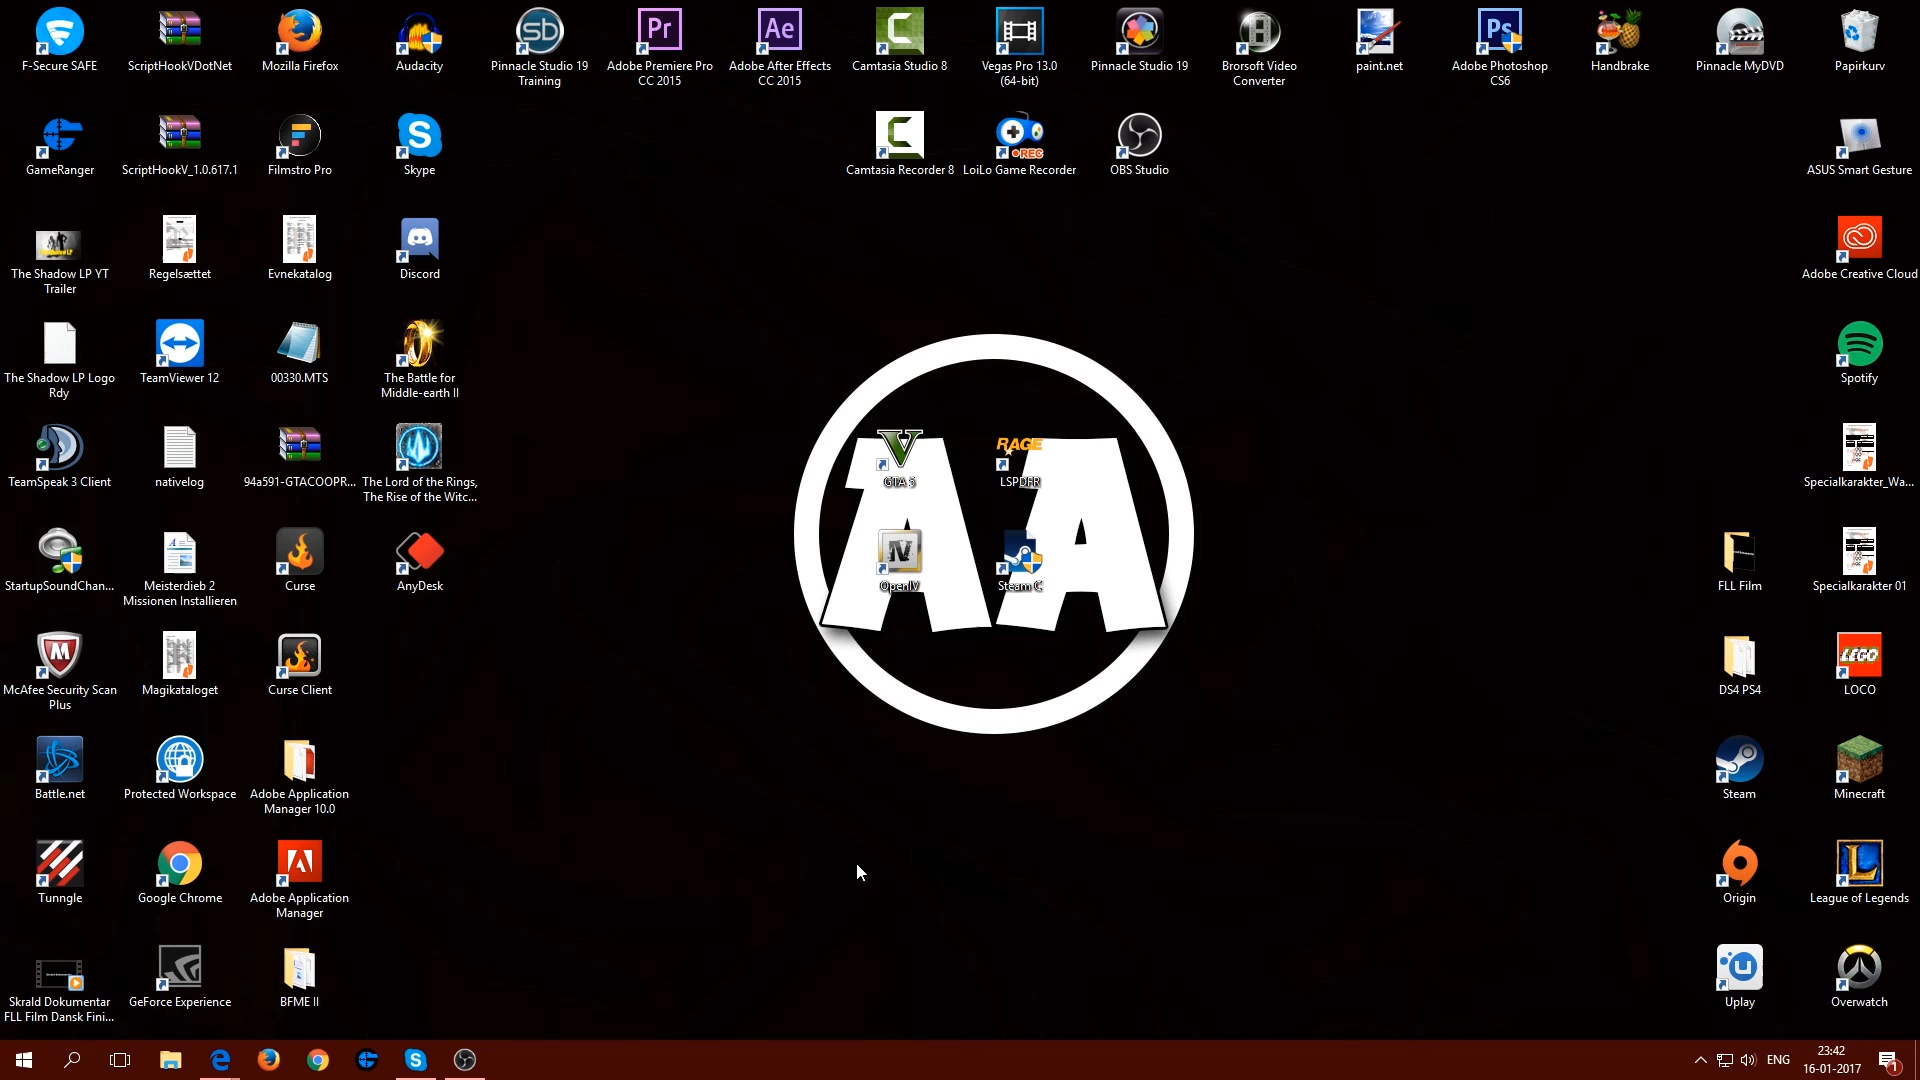 F-Secure SAFE
ScriptHookVDotNet
Mozilla Firefox
Audacity
Pinnacle Studio 19
Training
Adobe Premiere Pro
CC 2015
Adobe After Effects
CC 2015
Camtasia Studio 8
Vegas Pro 13.0
(64-bit)
Pinnacle Studio 19
Brorsoft Video
Converter
paint.net
Adobe Photoshop
CS6
Handbrake
Pinnacle MyDVD
Papirkurv
GameRanger
ScriptHookV_1.0.617.1
Filmstro Pro
Skype
Camtasia Recorder 8
REC
LoiLo Game Recorder
OBS Studio
ASUS Smart Gesture
The Shadow LP YT
Trailer
Regelsættet
Evnekatalog
Discord
Adobe Creative Cloud
The Shadow LP Logo
Rdy
TeamViewer 12
00330.MTS
The Battle for
Middle-earth II
Spotify
TeamSpeak 3 Client
nativelog
94a591-GTACOOPR...
The Lord of the Rings,
The Rise of the Witc...
GTA 5
RAGE
LSPDFR
Specialkarakter_Wa...
AA
StartupSoundChan...
Meisterdieb 2
Missionen Installieren
Curse
AnyDesk
OpenIV
Steam C
FLL Film
Specialkarakter 01
McAfee Security Scan
Plus
Magikataloget
Curse Client
DS4 PS4
LEGO
LOCO
Battle.net
Protected Workspace
Adobe Application
Manager 10.0
Steam
Minecraft
Tunngle
Google Chrome
Adobe Application
Manager
Origin
League of Legends
Skrald Dokumentar
FLL Film Dansk Fini...
GeForce Experience
BFME II
Uplay
Overwatch
ENG
23:42
16-01-2017
1